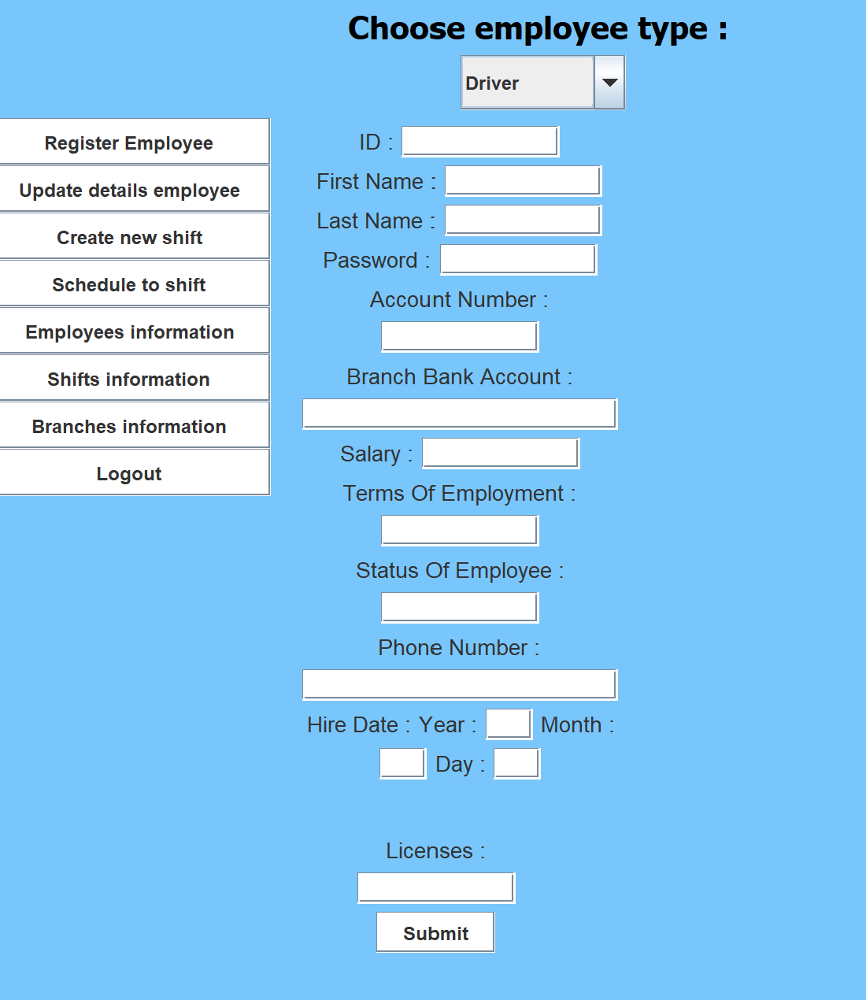 Choose employee type :
Driver
Register Employee
Update details employee
Create new shift
Schedule to shift
Employees information
Shifts information
Branches information
Logout
ID :
First Name :
Last Name :
Password :
Account Number :
Branch Bank Account :
Salary :
Terms Of Employment :
Status Of Employee :
Phone Number :
Hire Date : Year : Month :
Day :
Licenses :
Submit